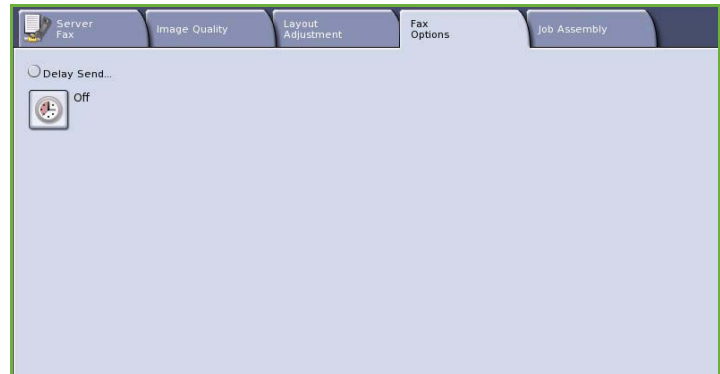 Server
Fax
Image Quality
Layout
Adjustment
Fax
Options
Job Assembly
Delay Send...
Off